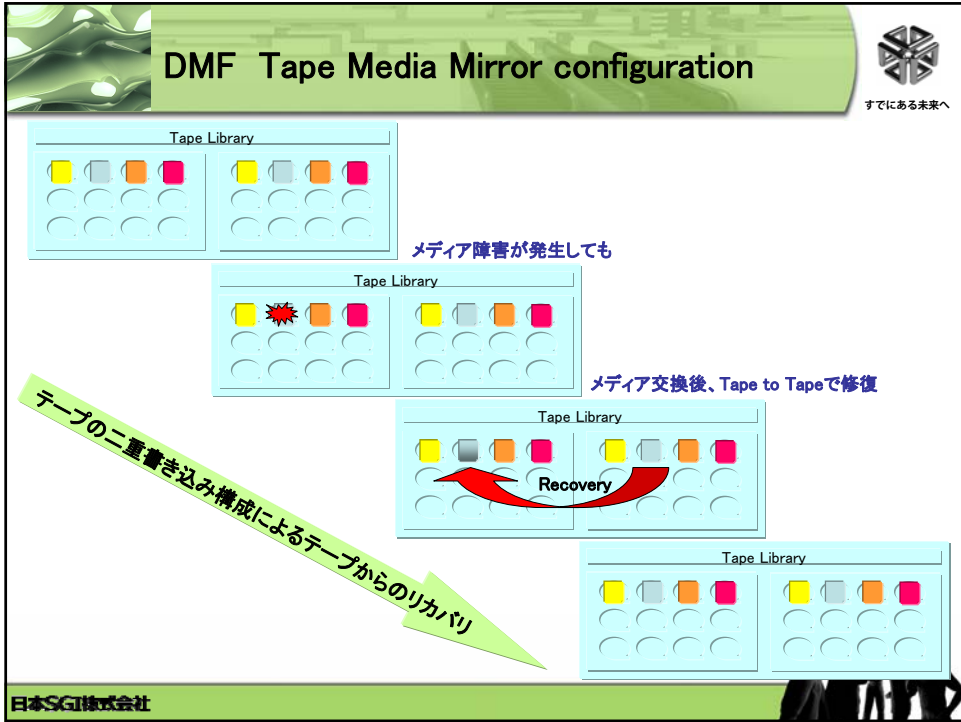 DMF Tape Media Mirror configuration
すでにある未来へ
Tape Library
メディア障害が発生しても
Tape Library
メディア交換後、Tape to Tapeで修復
Tape Library
Recovery
テープの二重書き込み構成によるテープからのリカバリ
Tape Library
日本SGI株式会社